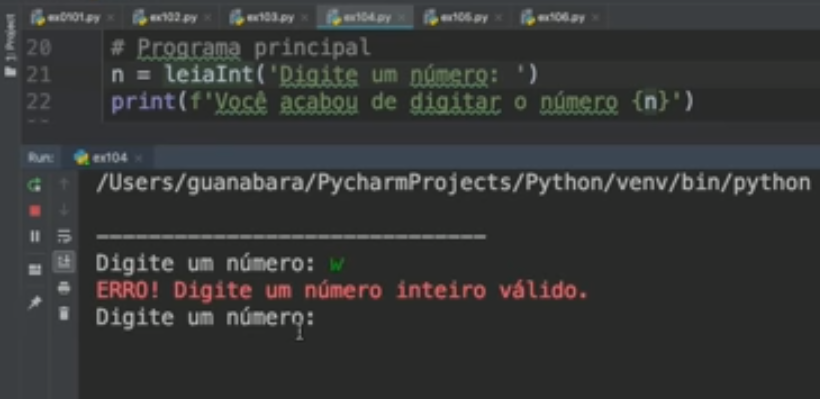 1: Project
ex0101.py ex102.py ex103.py ex104.py ex105.py ex106.py
20 # Programa principal
21 n = leiaInt('Digite um número: ')
22 print(f'Você acabou de digitar o número {n}')
Run: ex104
/Users/guanabara/PycharmProjects/Python/venv/bin/python
______________________________
Digite um número: w
ERRO! Digite um número inteiro válido.
Digite um número: